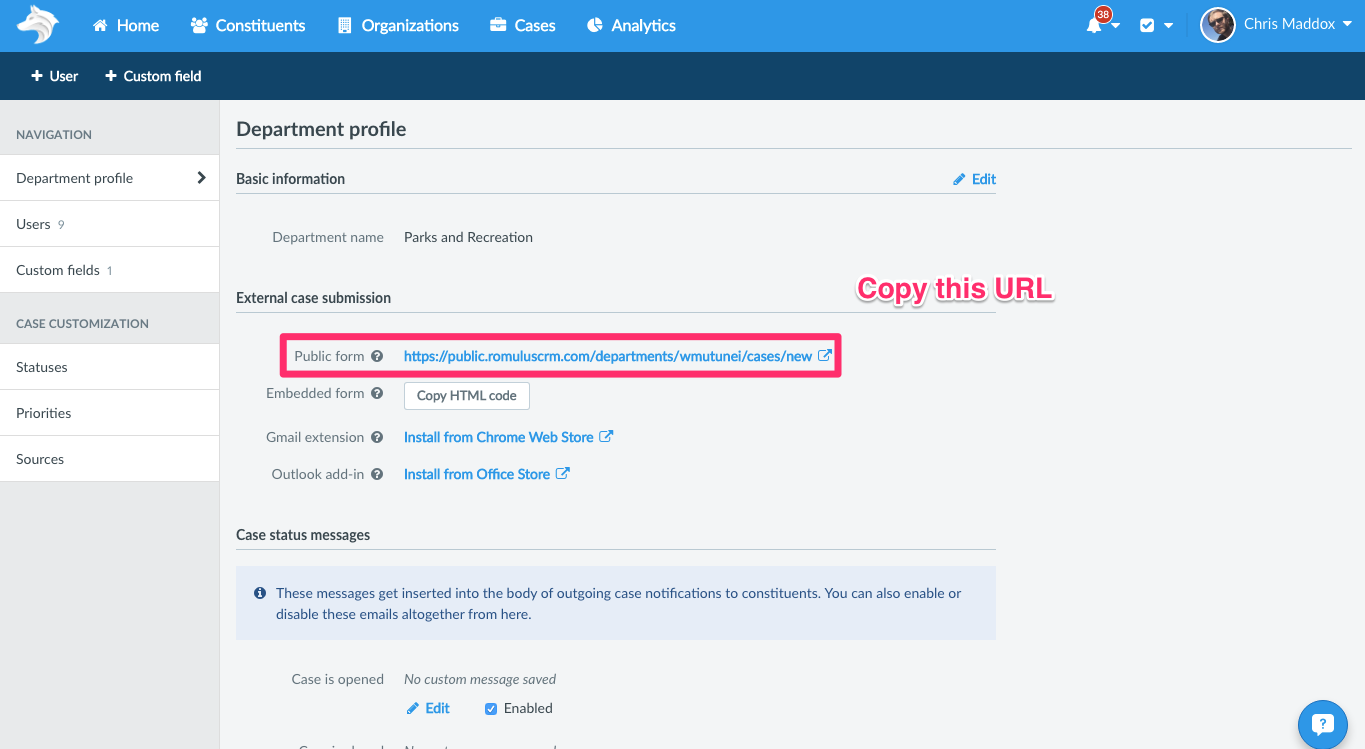 Home
Constituents
Organizations
Cases
Analytics
38
Chris Maddox
User
Custom field
NAVIGATION
Department profile
Users 9
Custom fields 1
CASE CUSTOMIZATION
Statuses
Priorities
Sources
Department profile
Basic information
Edit
Department name Parks and Recreation
Copy this URL
External case submission
Public form https://public.romuluscrm.com/departments/wmutunei/cases/new
Embedded form Copy HTML code
Gmail extension Install from Chrome Web Store
Outlook add-in Install from Office Store
Case status messages
These messages get inserted into the body of outgoing case notifications to constituents. You can also enable or
disable these emails altogether from here.
Case is opened No custom message saved
Edit Enabled